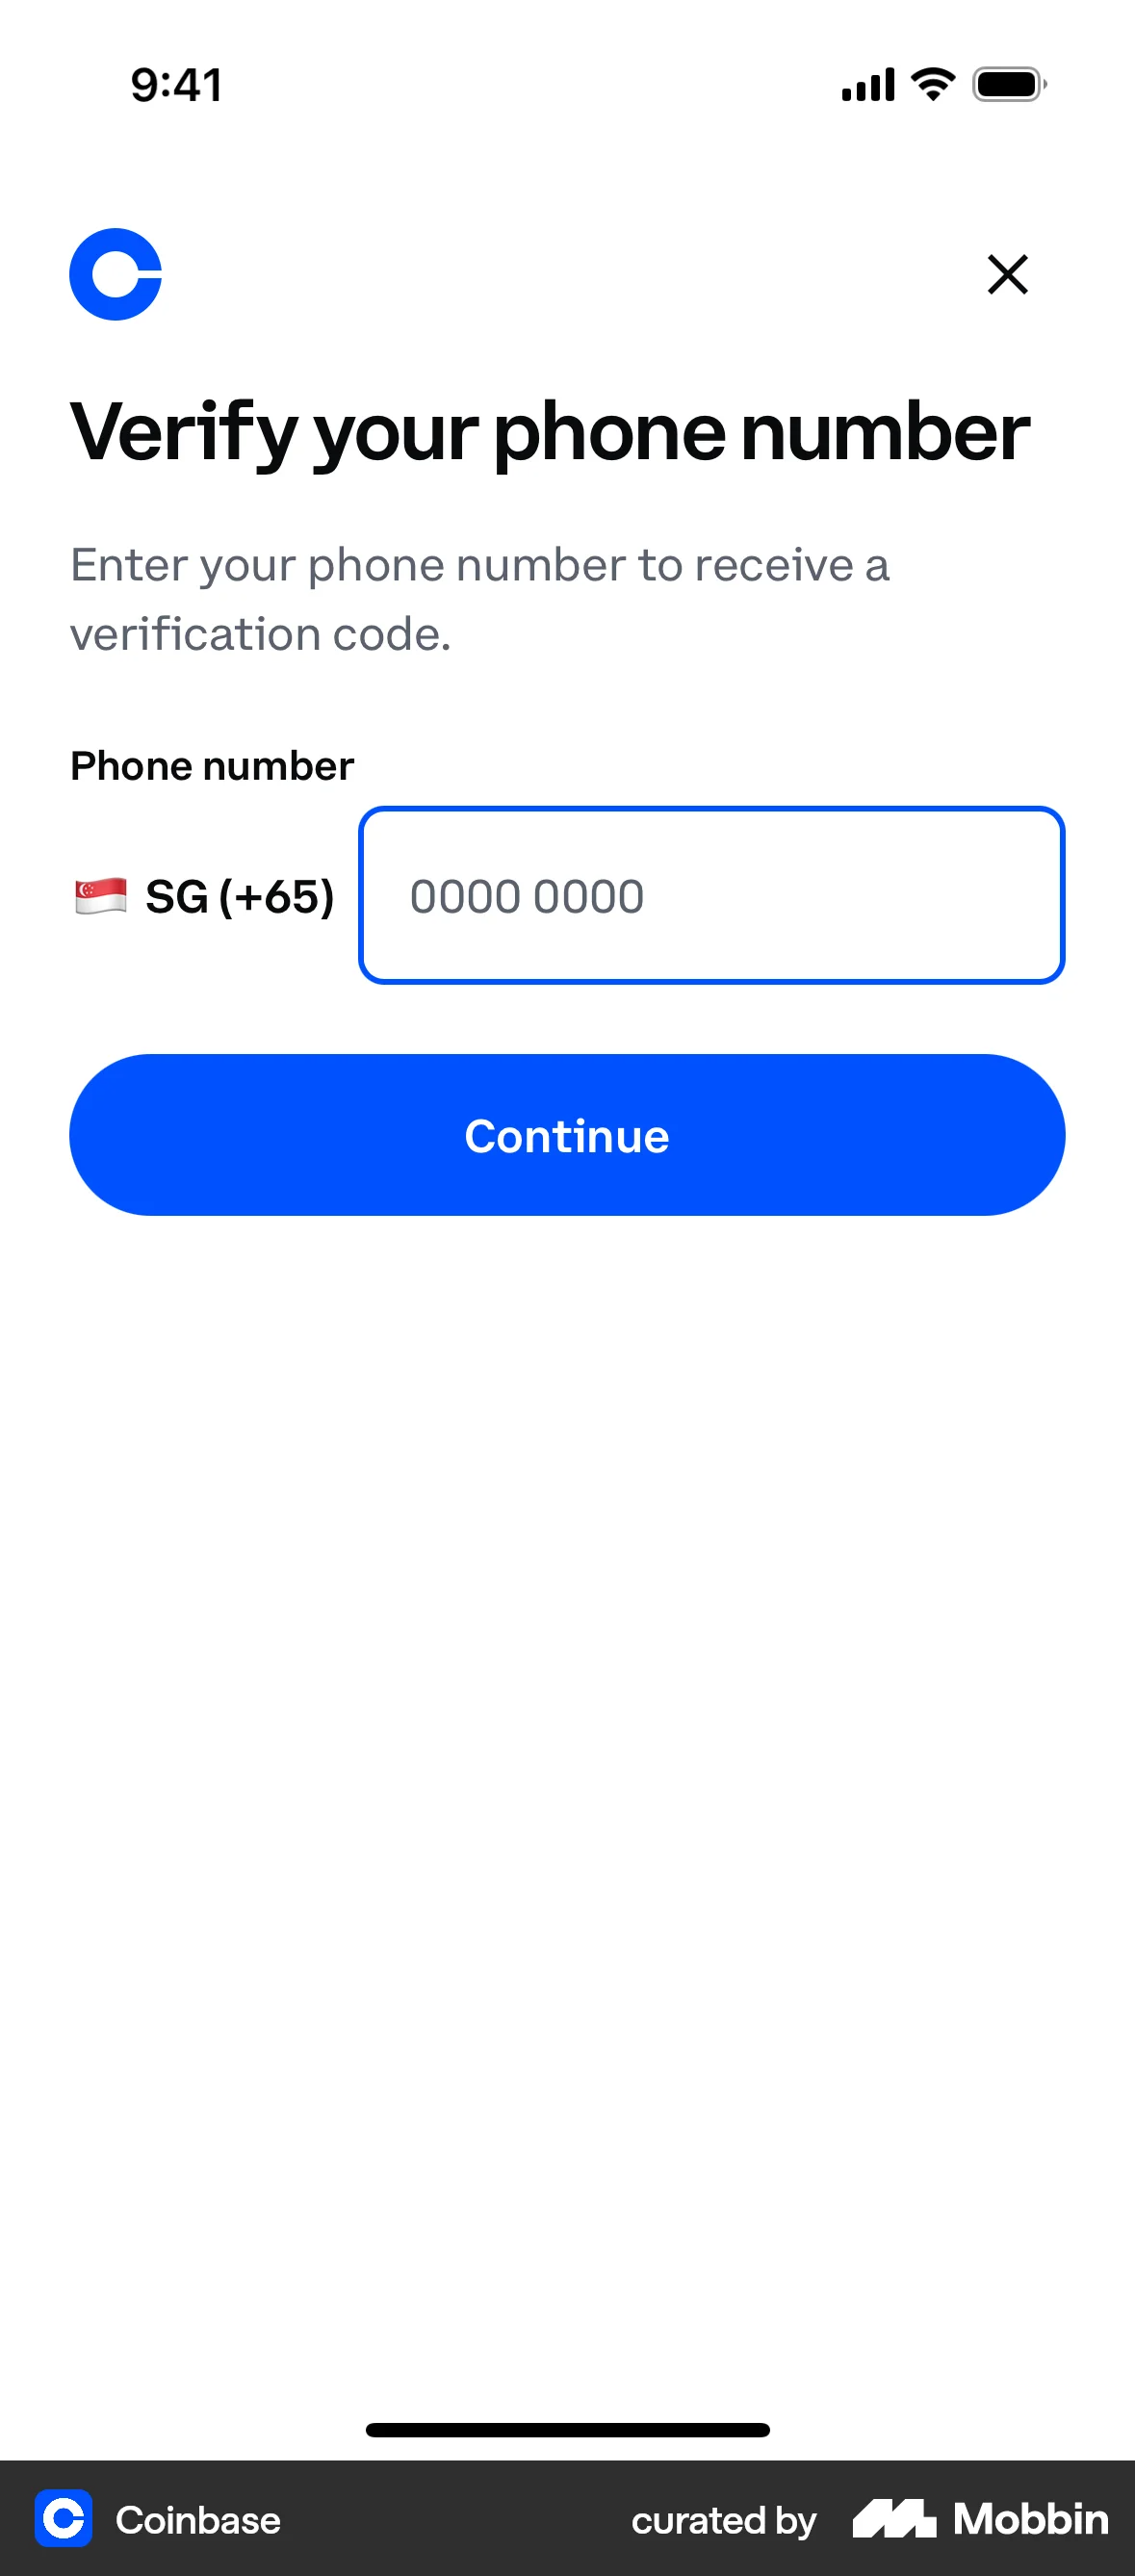 9:41
Verify your phone number
Enter your phone number to receive a
verification code.
Phone number
SG (+65)
0000 0000
Continue
Coinbase
curated by
Mobbin